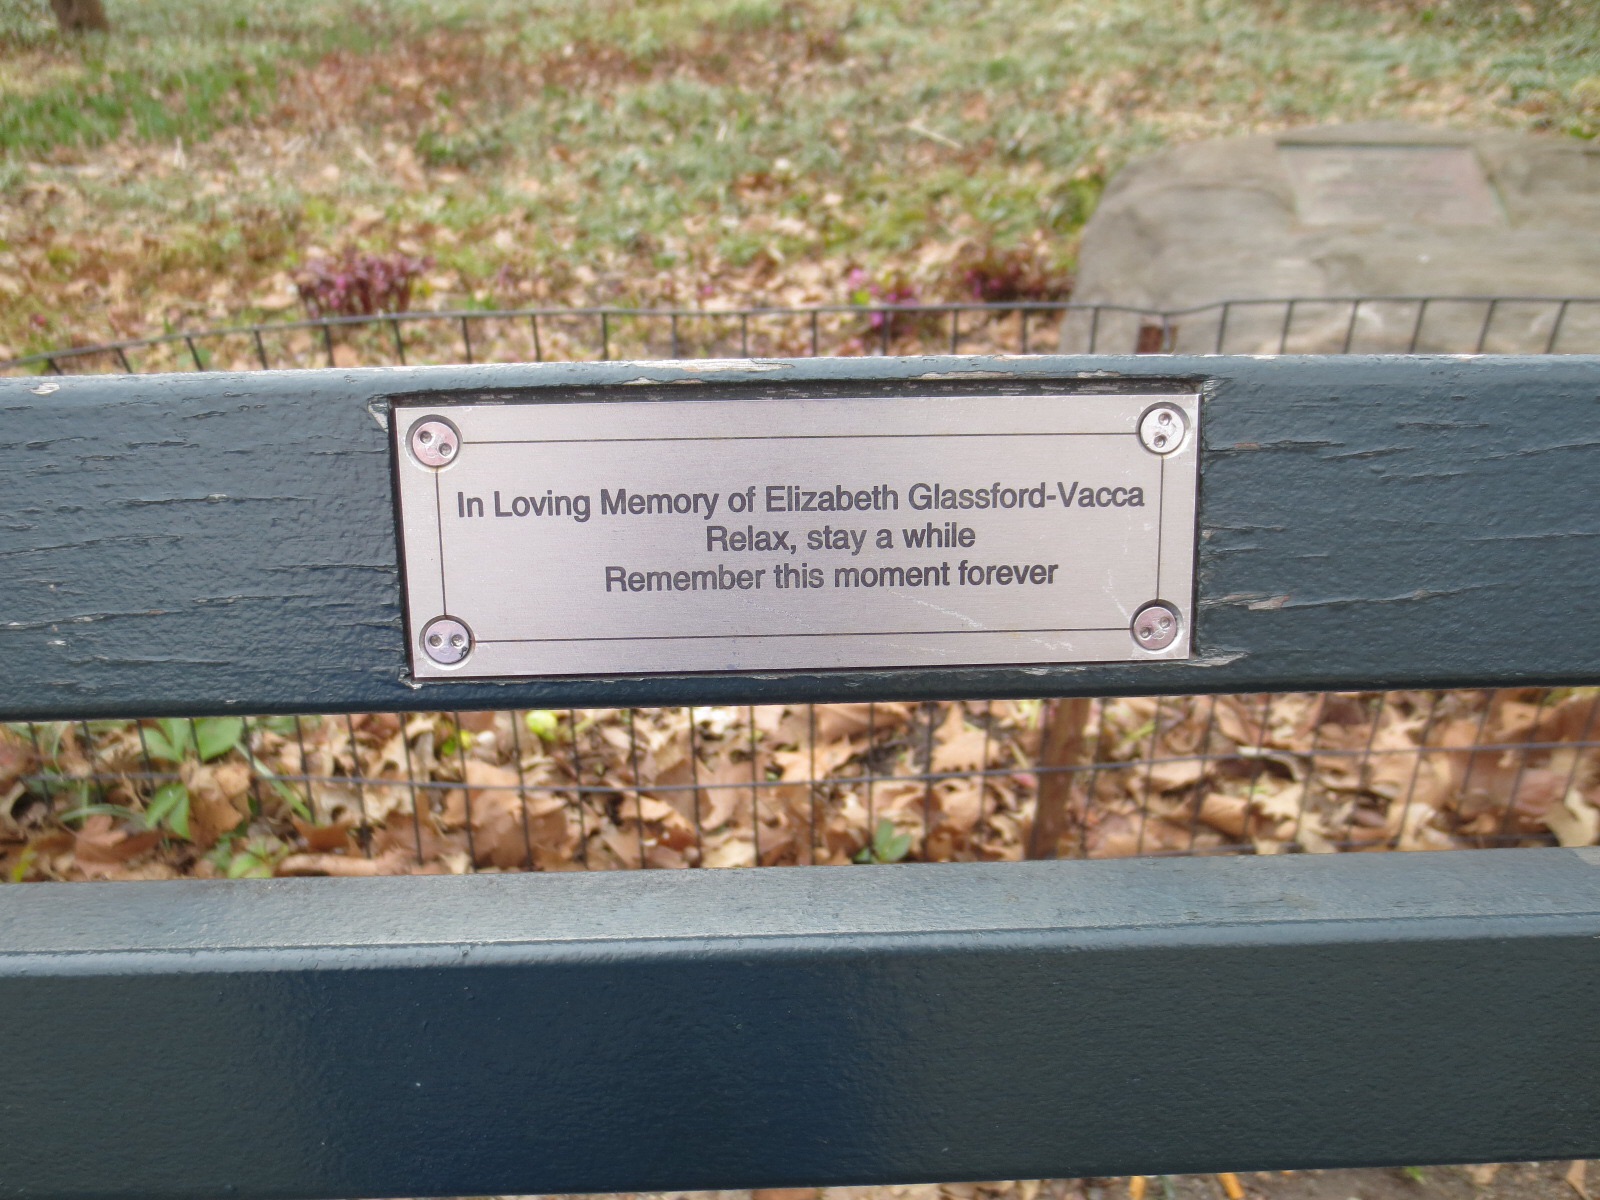 In Loving Memory of Elizabeth Glassford-Vacca
Relax, stay a while
Remember this moment forever